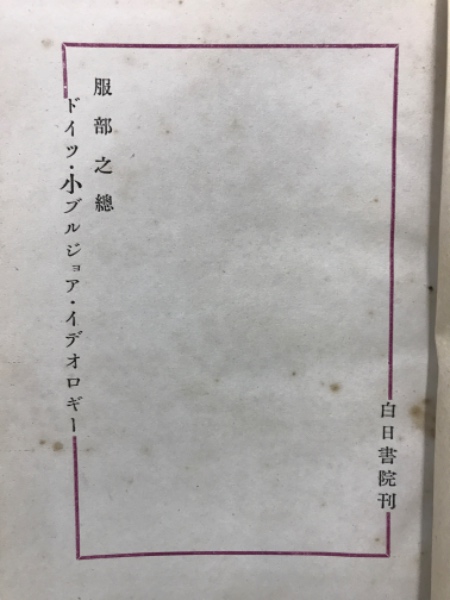 白日書院刊
服部之總
ドイツ・小ブルジョア・イデオロギー